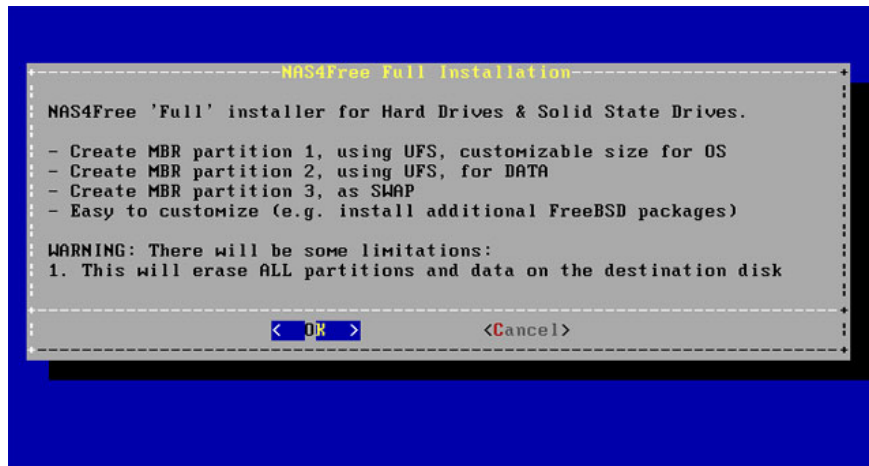 NAS4Free Full Installation
NAS4Free 'Full' installer for Hard Drives & Solid State Drives.
- Create MBR partition 1, using UFS, customizable size for OS
- Create MBR partition 2, using UFS, for DATA
- Create MBR partition 3, as SWAP
- Easy to customize (e.g. install additional FreeBSD packages)
WARNING: There will be some limitations:
1. This will erase ALL partitions and data on the destination disk
< OK > <Cancel>